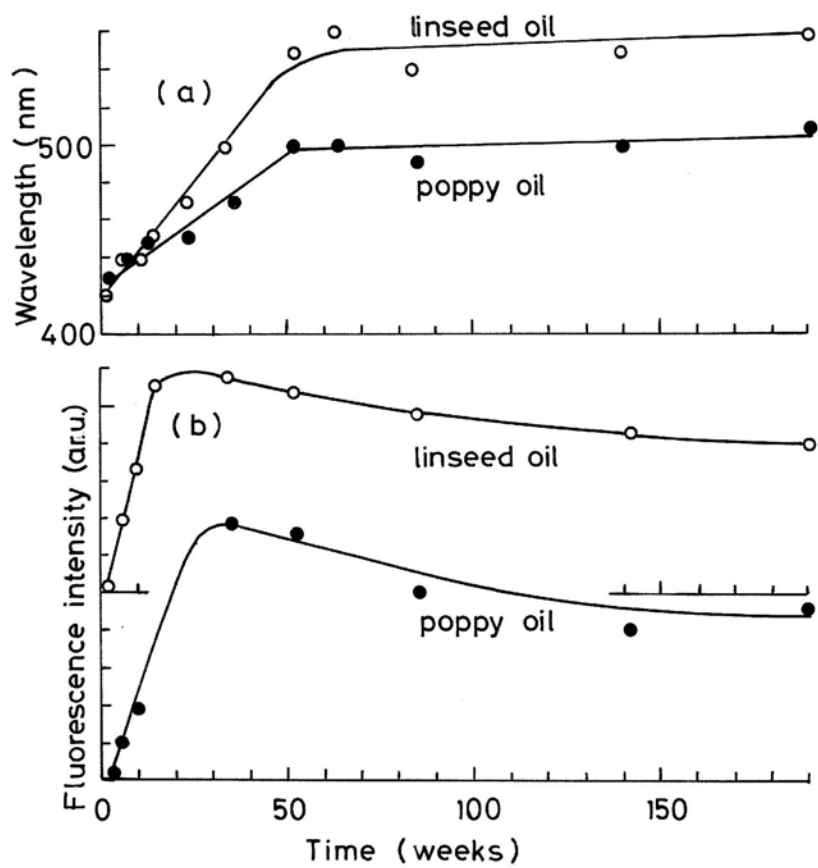 linseed oil
(a)
Wavelength (nm)
500
poppy oil
400
(b)
Fluorescence intensity (ar.u.)
linseed oil
poppy oil
0
50
100
150
Time (weeks)